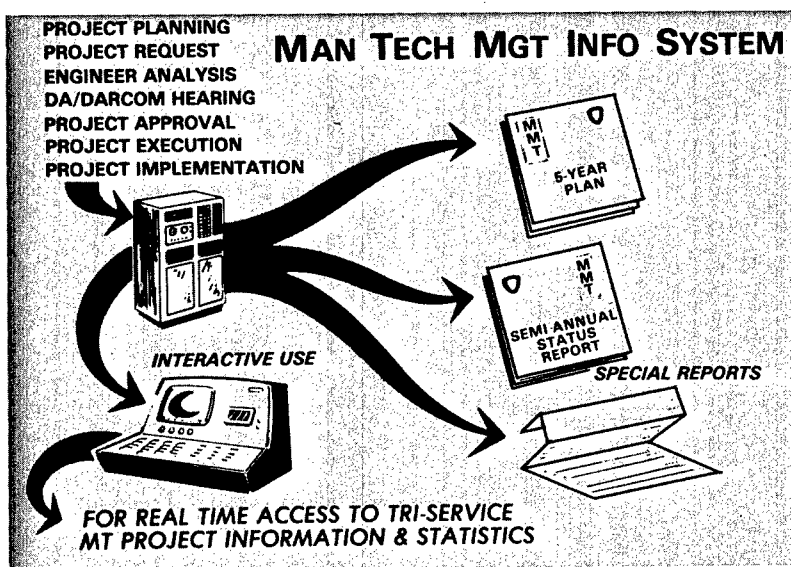 PROJECT PLANNING
PROJECT REQUEST
ENGINEER ANALYSIS
DA/DARCOM HEARING
PROJECT APPROVAL
PROJECT EXECUTION
PROJECT IMPLEMENTATION
MAN TECH MGT INFO SYSTEM
MMT
5-YEAR
PLAN
MMT
SEMI-ANNUAL
STATUS
REPORT
INTERACTIVE USE
SPECIAL REPORTS
FOR REAL TIME ACCESS TO TRI-SERVICE
MT PROJECT INFORMATION & STATISTICS